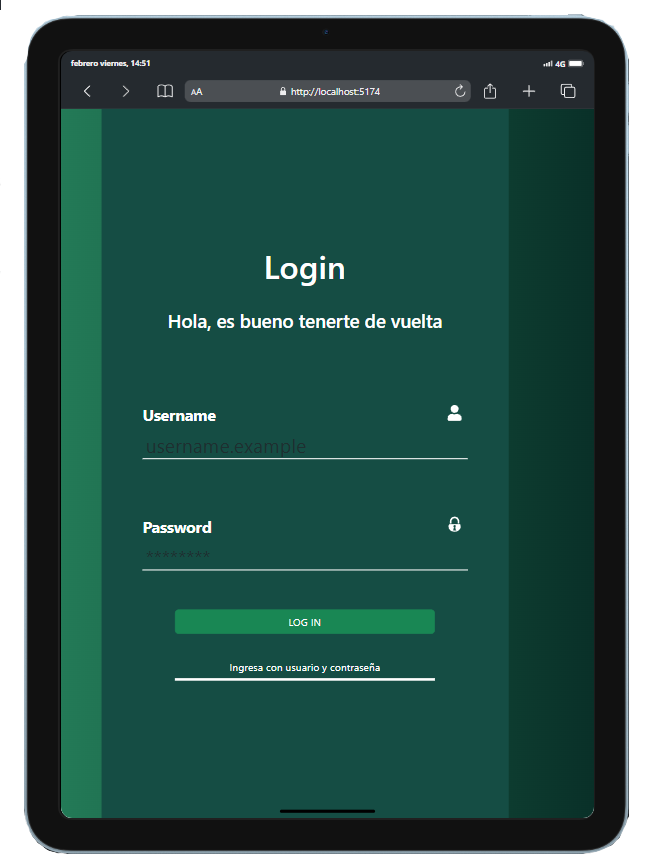 febrero viernes, 14:51
4G
AA
http://localhost:5174
Login
Hola, es bueno tenerte de vuelta
Username
username.example
Password
********
LOG IN
Ingresa con usuario y contraseña